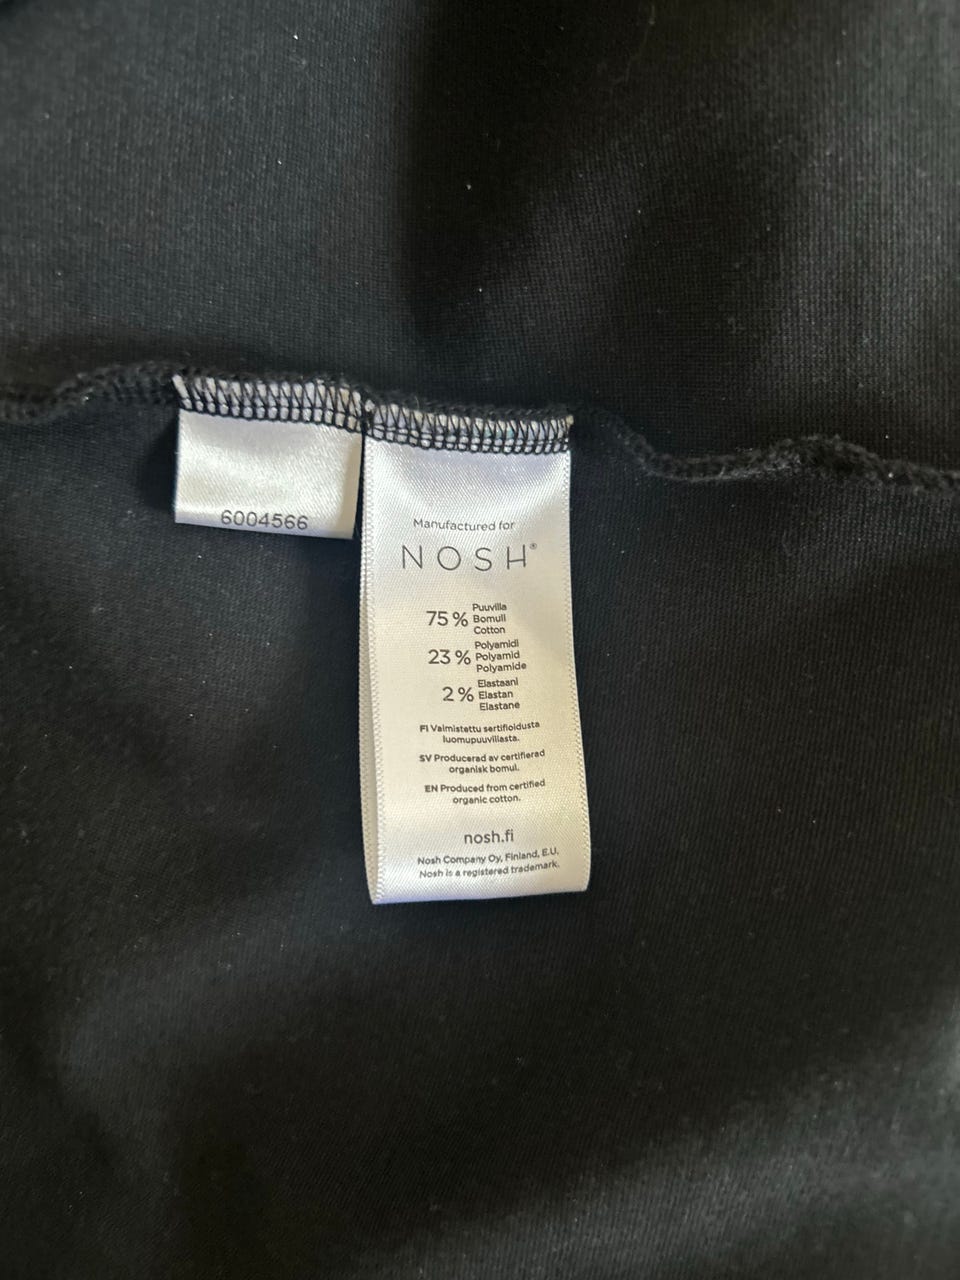 6004566
Manufactured for
NOSH®
75 % Puuvilla
Bomull
Cotton
23 % Polyamidi
Polyamid
Polyamide
2 % Elastaani
Elastan
Elastane
FI Valmistettu sertifioidusta
luomupuuvillasta.
SV Producerad av certifierad
organisk bomul.
EN Produced from certified
organic cotton.
nosh.fi
Nosh Company Oy, Finland, E.U.
Nosh is a registered trademark.